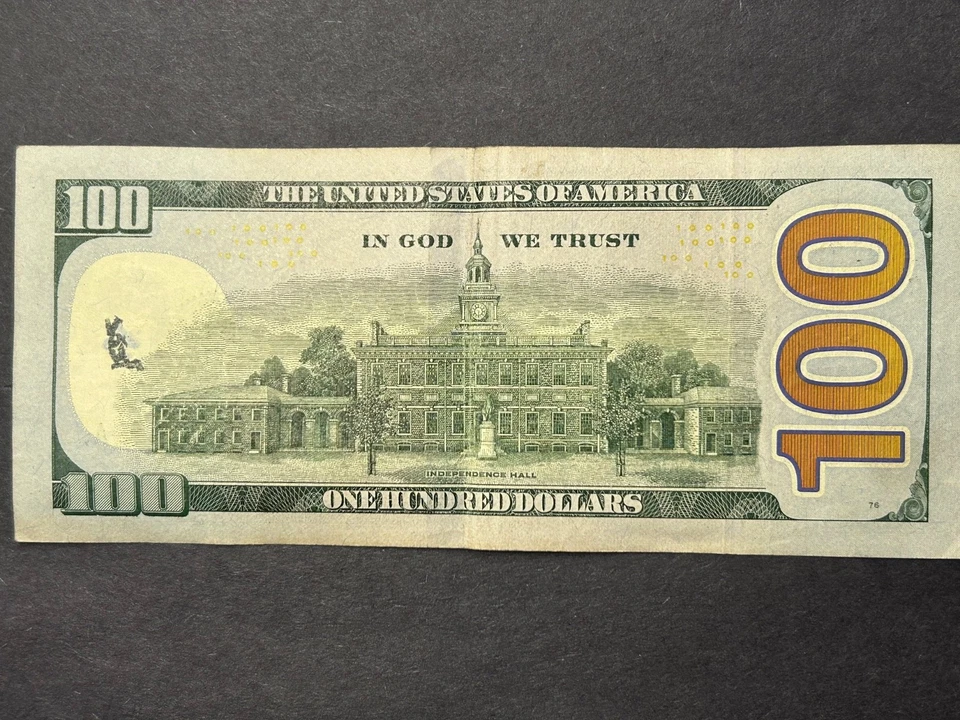 100
THE UNITED STATES OF AMERICA
IN GOD WE TRUST
100
INDEPENDENCE HALL
100
ONE HUNDRED DOLLARS
76